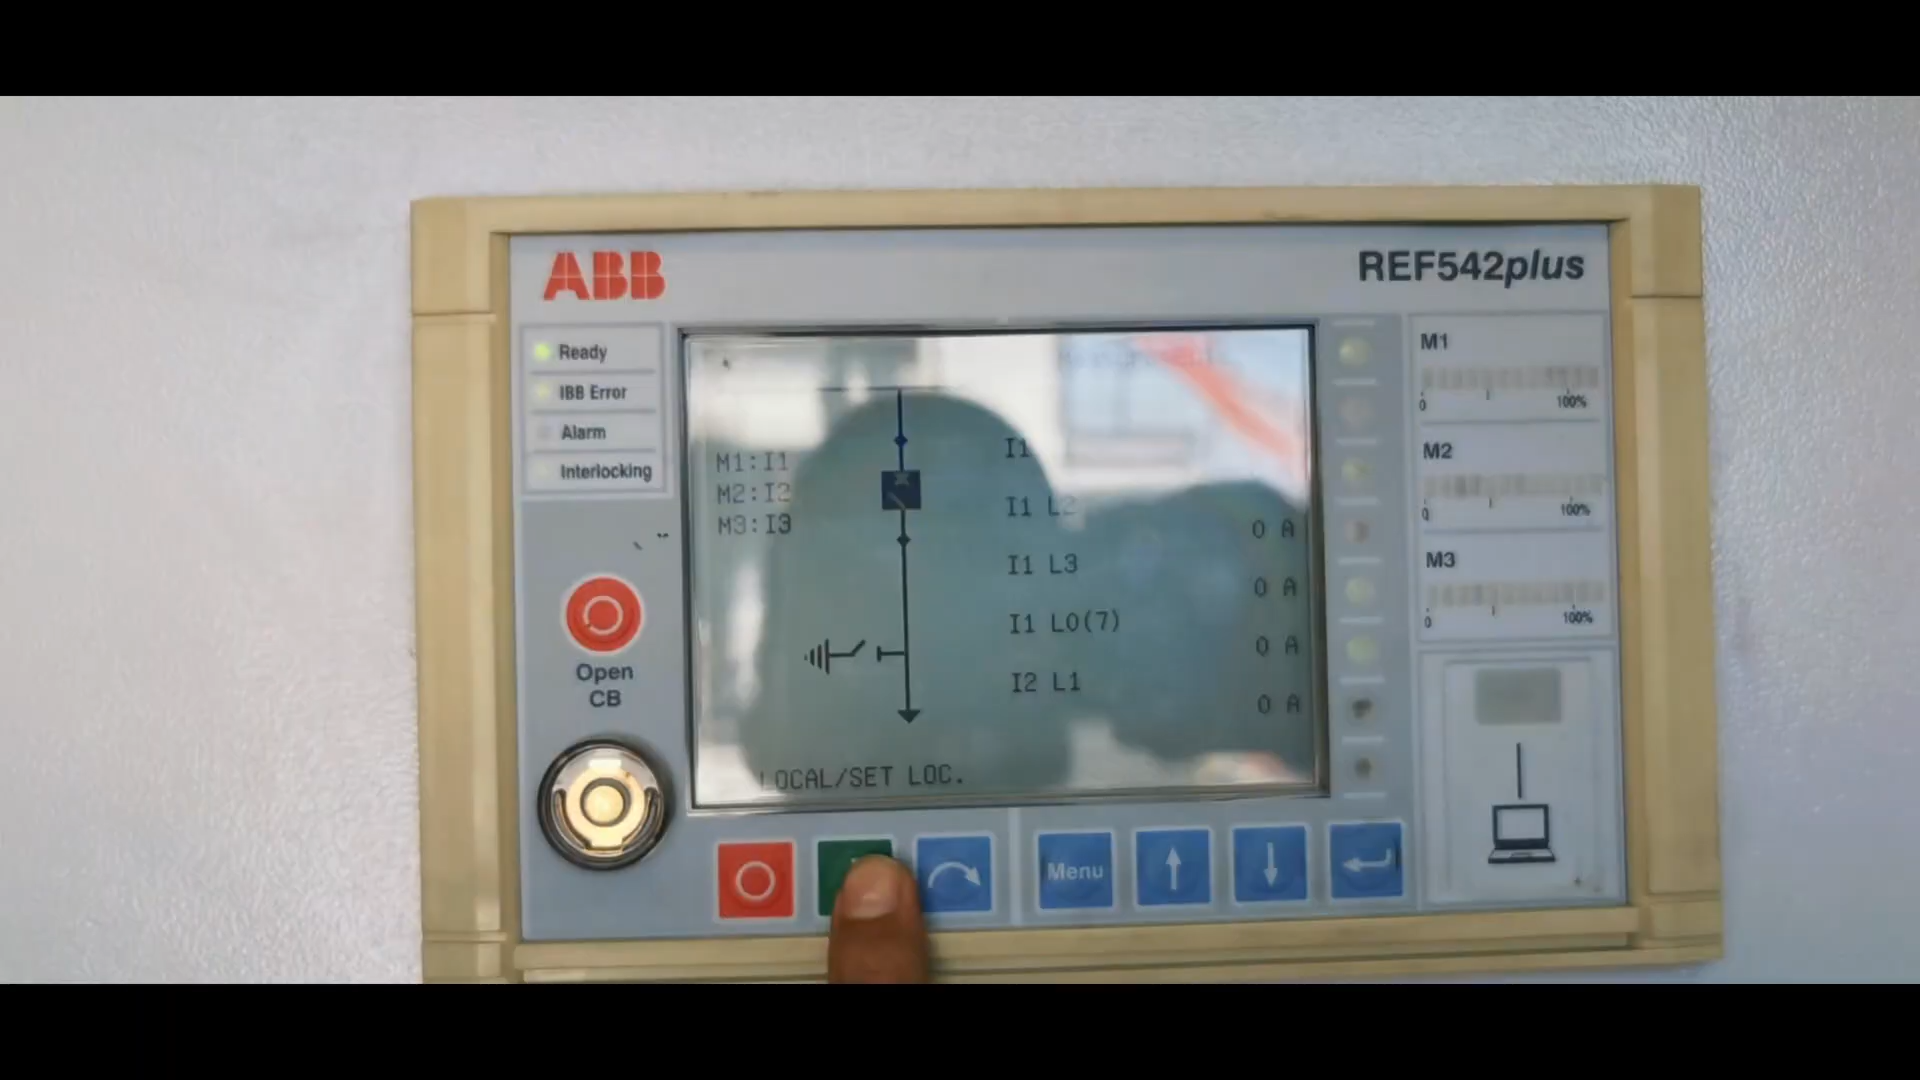 ABB
REF542plus
Ready
IBB Error
Alarm
Interlocking
Open
CB
M1:I1
M2:I2
M3:I3
I1
I1 L2
0 A
I1 L3
0 A
I1 L0(7)
0 A
I2 L1
0 A
LOCAL/SET LOC.
Menu
M1
0
100%
M2
0
100%
M3
0
100%